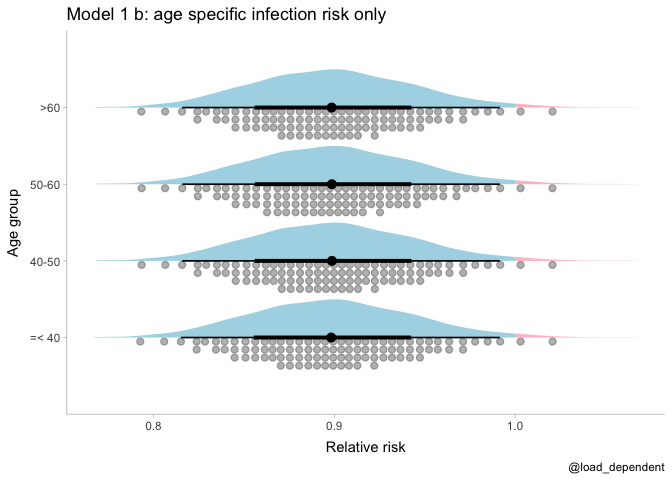 Model 1 b: age specific infection risk only
Age group
>60
50-60
40-50
=< 40
0.8
0.9
1.0
Relative risk
@load_dependent